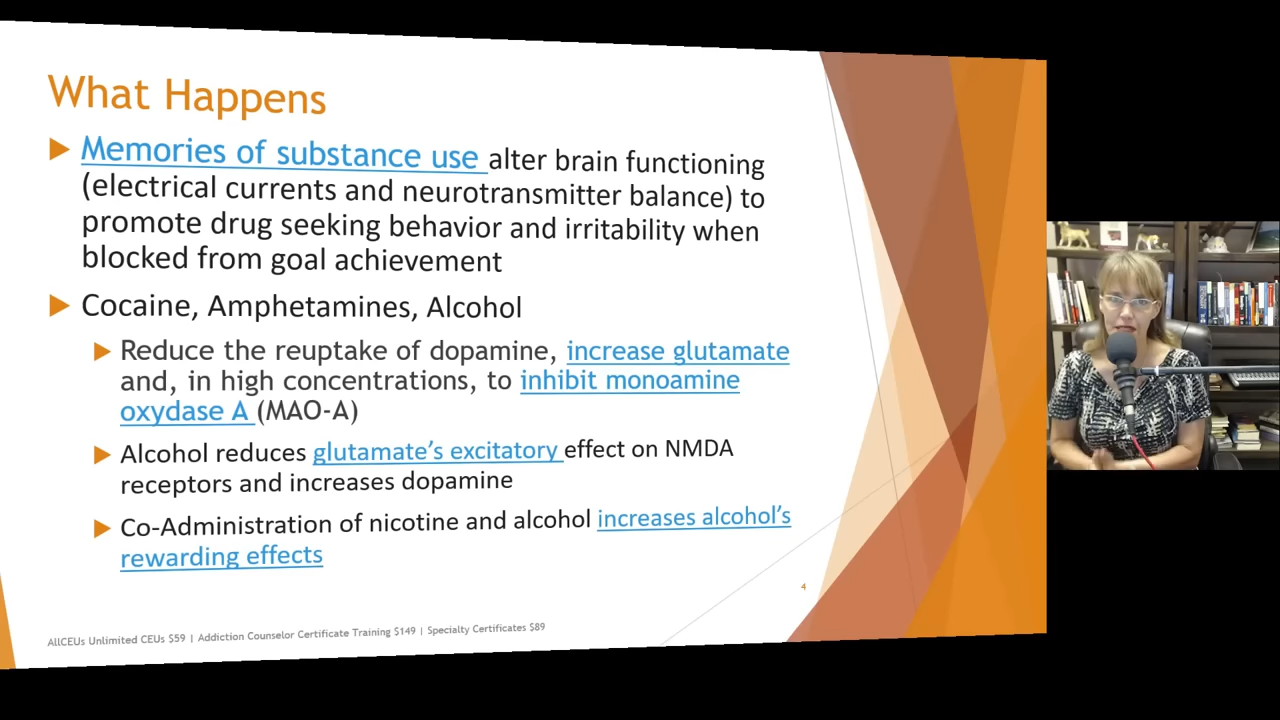 What Happens
Memories of substance use alter brain functioning
(electrical currents and neurotransmitter balance) to
promote drug seeking behavior and irritability when
blocked from goal achievement
Cocaine, Amphetamines, Alcohol
Reduce the reuptake of dopamine, increase glutamate
and, in high concentrations, to inhibit monoamine
oxydase A (MAO-A)
Alcohol reduces glutamate’s excitatory effect on NMDA
receptors and increases dopamine
Co-Administration of nicotine and alcohol increases alcohol’s
rewarding effects
4
AllCEUs Unlimited CEUs $59 | Addiction Counselor Certificate Training $149 | Specialty Certificates $89